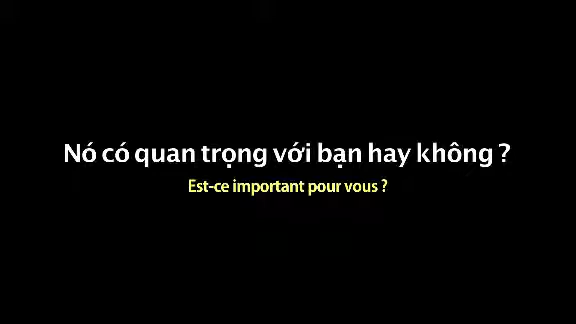 Nó có quan trọng với bạn hay không ?
Est-ce important pour vous ?